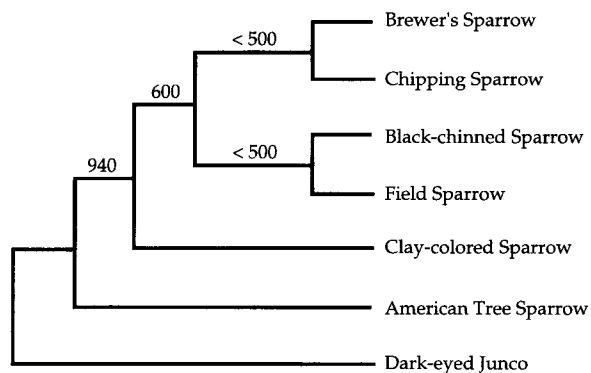 Brewer's Sparrow
< 500
Chipping Sparrow
600
Black-chinned Sparrow
< 500
940
Field Sparrow
Clay-colored Sparrow
American Tree Sparrow
Dark-eyed Junco